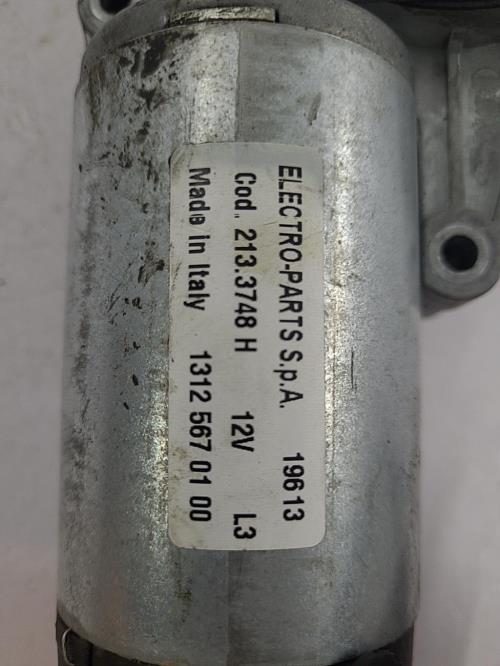 ELECTRO-PARTS S.p.A. 19613
Cod. 213.3748 H 12V L3
Made in Italy 1312 567 01 00